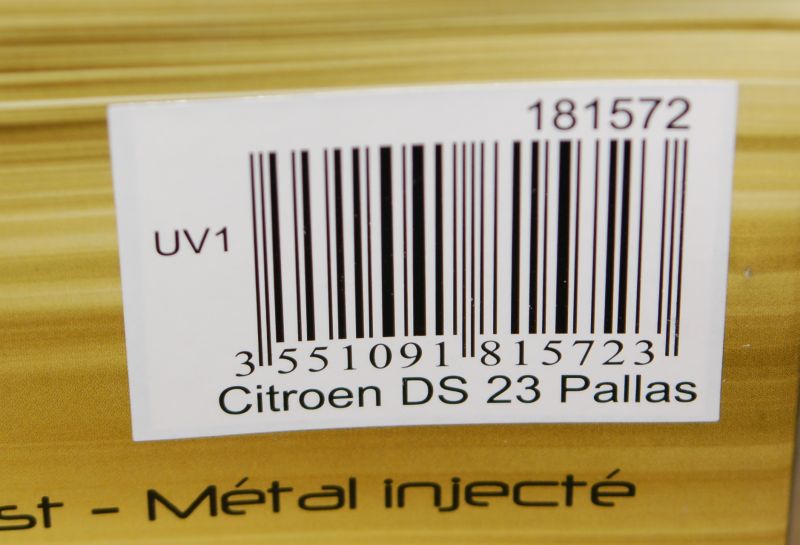 181572
UV1
3 551091 815723
Citroen DS 23 Pallas
st - Métal injecté